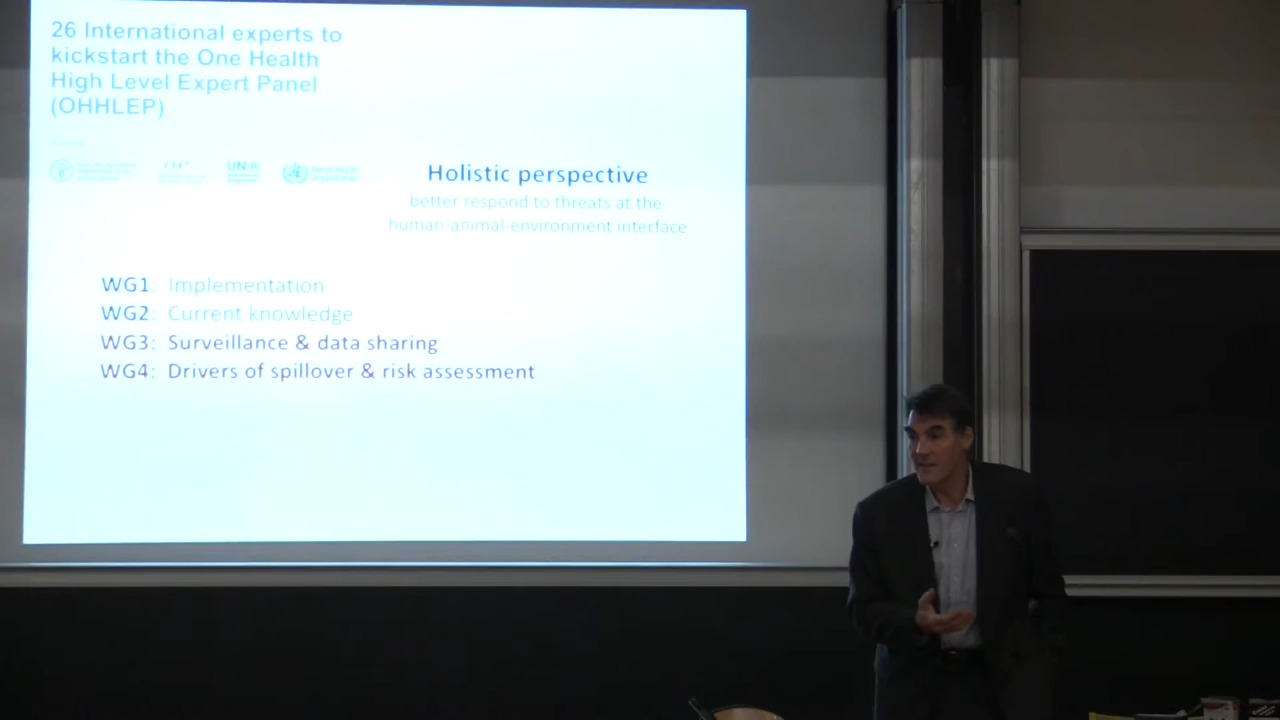 26 International experts to
kickstart the One Health
High Level Expert Panel
(OHHLEP)
Holistic perspective
better respond to threats at the
human-animal-environment interface
WG1: Implementation
WG2: Current knowledge
WG3: Surveillance & data sharing
WG4: Drivers of spillover & risk assessment